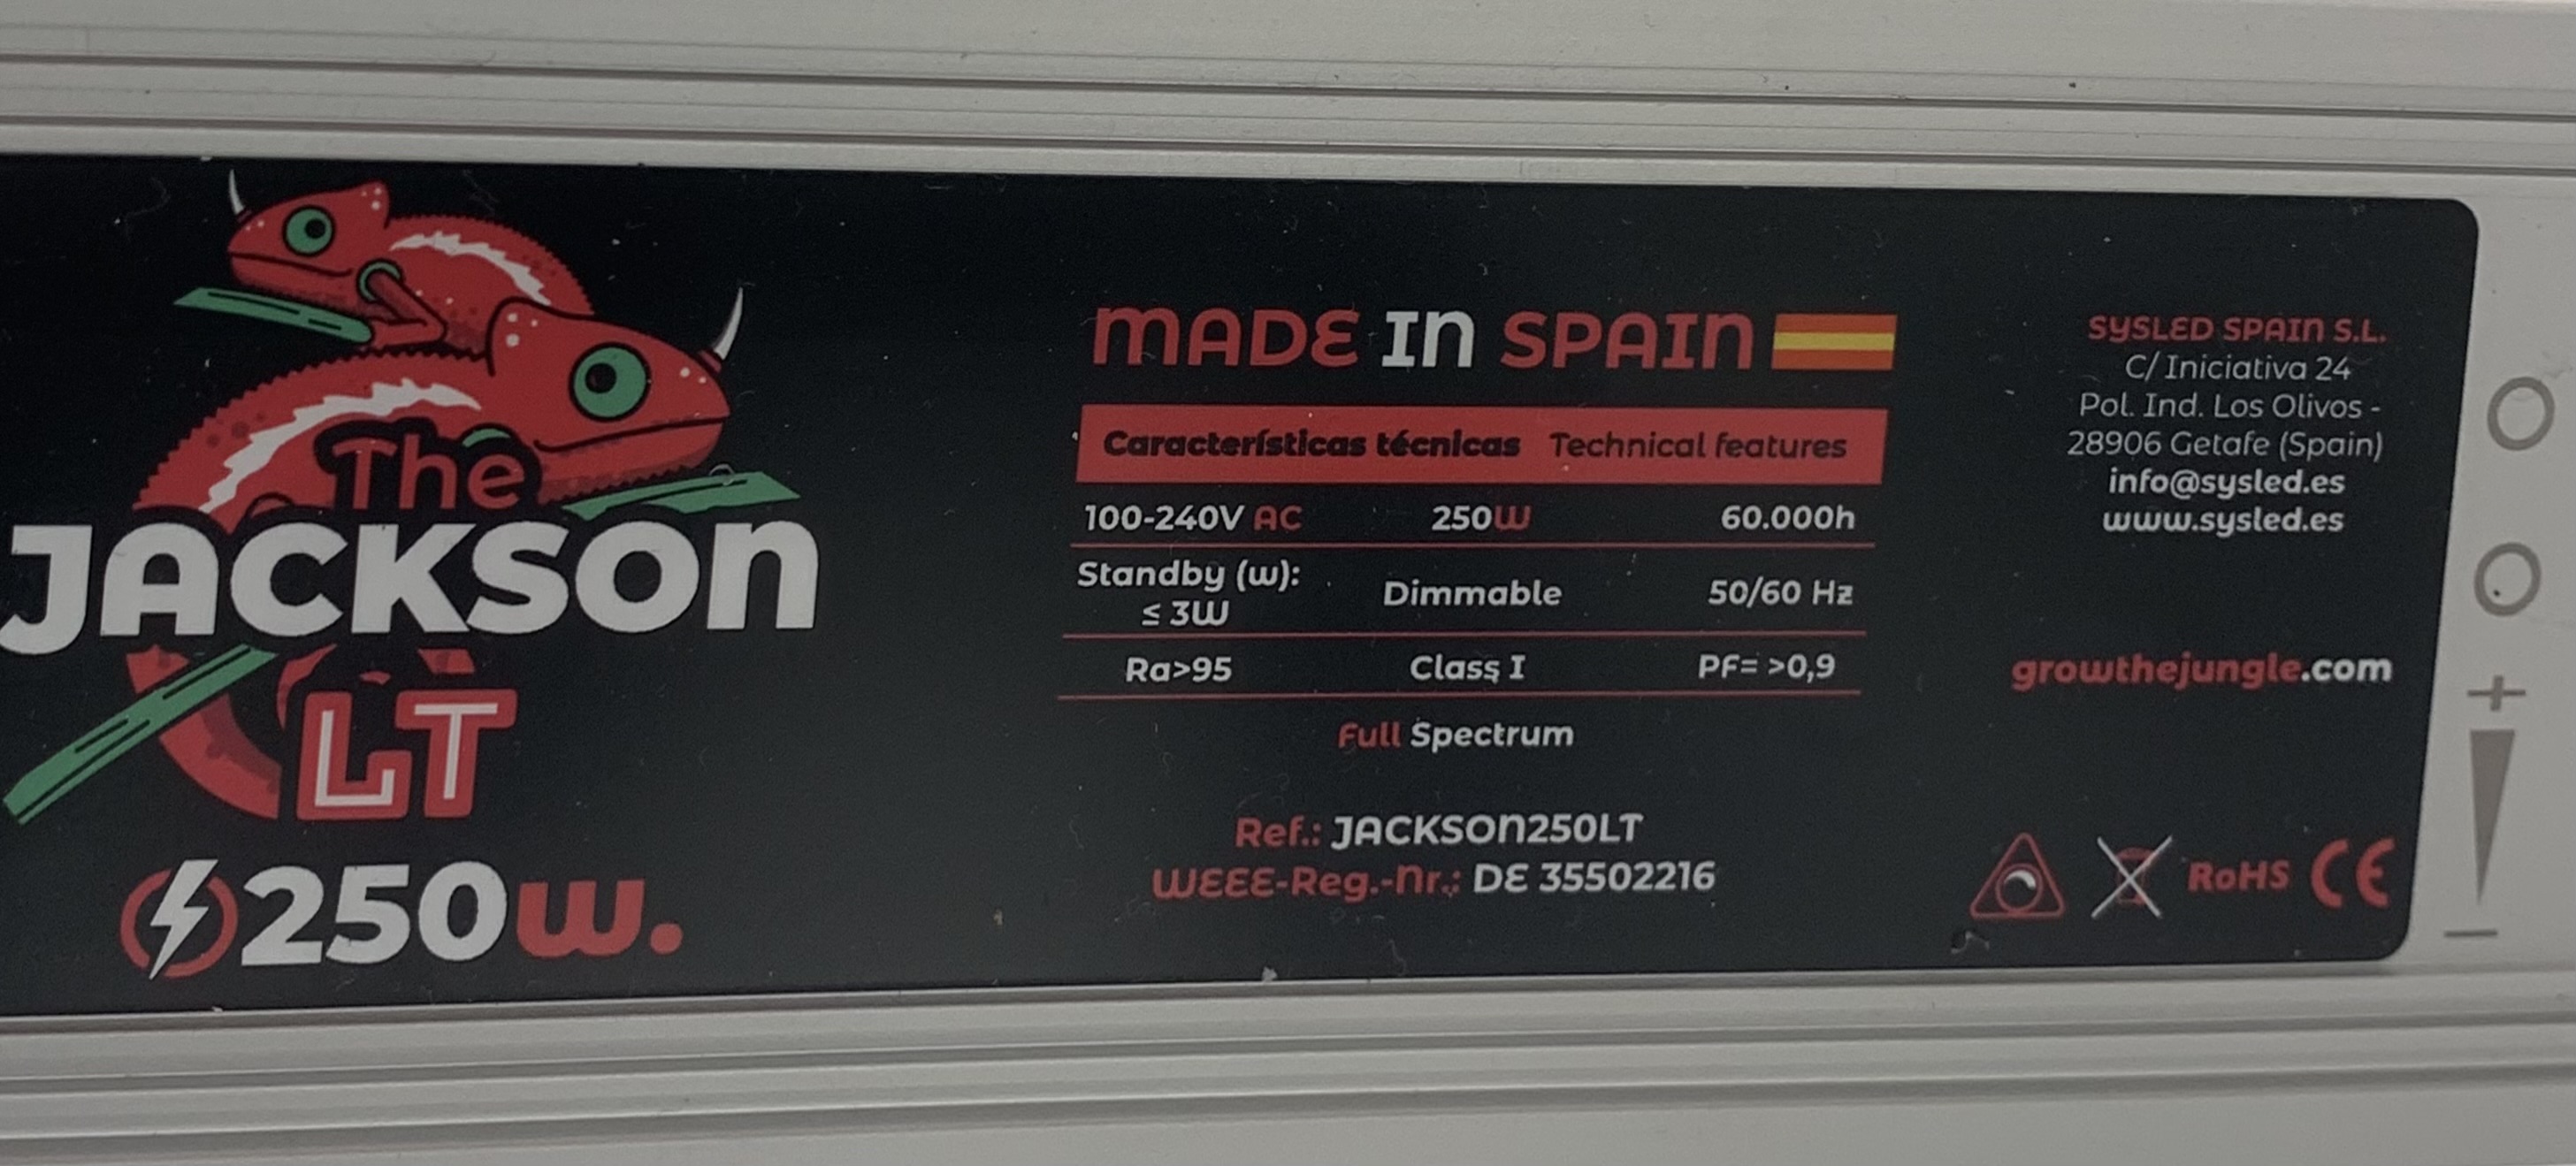 The
JACKSON
LT
250W.
MADE IN SPAIN
Características técnicas Technical features
100-240V AC 250W 60.000h
Standby (w): ≤ 3W Dimmable 50/60 Hz
Ra>95 Class I PF= >0,9
Full Spectrum
Ref.: JACKSON250LT
WEEE-Reg.-Nr.: DE 35502216
SYSLED SPAIN S.L.
C/ Iniciativa 24
Pol. Ind. Los Olivos -
28906 Getafe (Spain)
info@sysled.es
www.sysled.es
growthejungle.com
RoHS CE
+
−